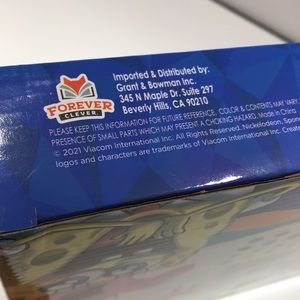 FOREVER
CLEVER
Imported & Distributed by:
Grant & Bowman Inc.
345 N Maple Dr. Suite 297
Beverly Hills, CA 90210
PLEASE KEEP THIS INFORMATION FOR FUTURE REFERENCE. COLOR & CONTENTS MAY VARY
PRESENCE OF SMALL PARTS WHICH MAY PRESENT A CHOKING HAZARD. Made in China.
© 2021 Viacom International Inc. All Rights Reserved. Nickelodeon, Spon
logos and characters are trademarks of Viacom International Inc. Create